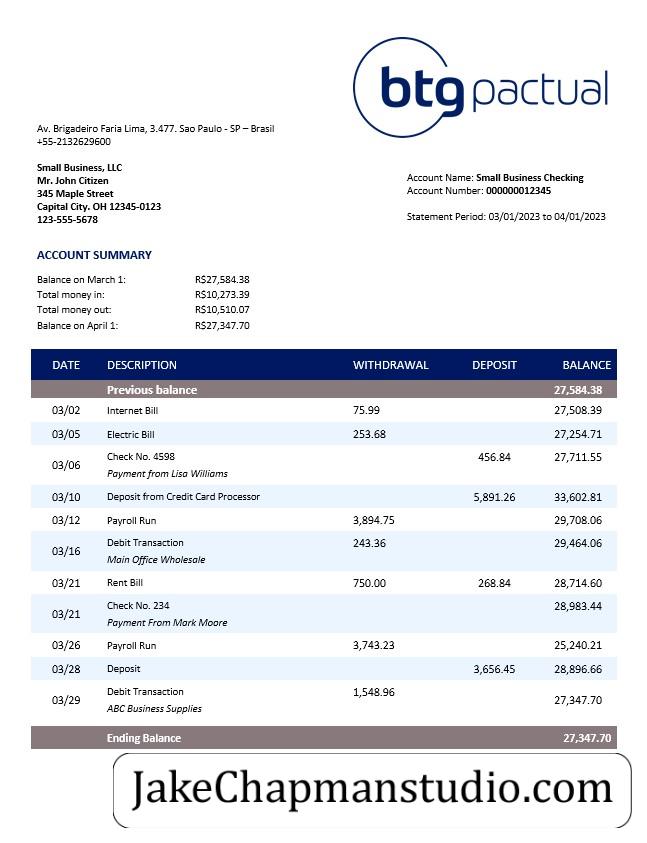 btg pactual
Av. Brigadeiro Faria Lima, 3.477. Sao Paulo - SP – Brasil
+55-2132629600
Small Business, LLC
Mr. John Citizen
345 Maple Street
Capital City. OH 12345-0123
123-555-5678
Account Name: Small Business Checking
Account Number: 000000012345
Statement Period: 03/01/2023 to 04/01/2023
ACCOUNT SUMMARY
Balance on March 1: R$27,584.38
Total money in: R$10,273.39
Total money out: R$10,510.07
Balance on April 1: R$27,347.70
DATE DESCRIPTION WITHDRAWAL DEPOSIT BALANCE
Previous balance 27,584.38
03/02 Internet Bill 75.99 27,508.39
03/05 Electric Bill 253.68 27,254.71
03/06 Check No. 4598 456.84 27,711.55
Payment from Lisa Williams
03/10 Deposit from Credit Card Processor 5,891.26 33,602.81
03/12 Payroll Run 3,894.75 29,708.06
03/16 Debit Transaction 243.36 29,464.06
Main Office Wholesale
03/21 Rent Bill 750.00 268.84 28,714.60
03/21 Check No. 234 28,983.44
Payment From Mark Moore
03/26 Payroll Run 3,743.23 25,240.21
03/28 Deposit 3,656.45 28,896.66
03/29 Debit Transaction 1,548.96 27,347.70
ABC Business Supplies
Ending Balance 27,347.70
JakeChapmanstudio.com